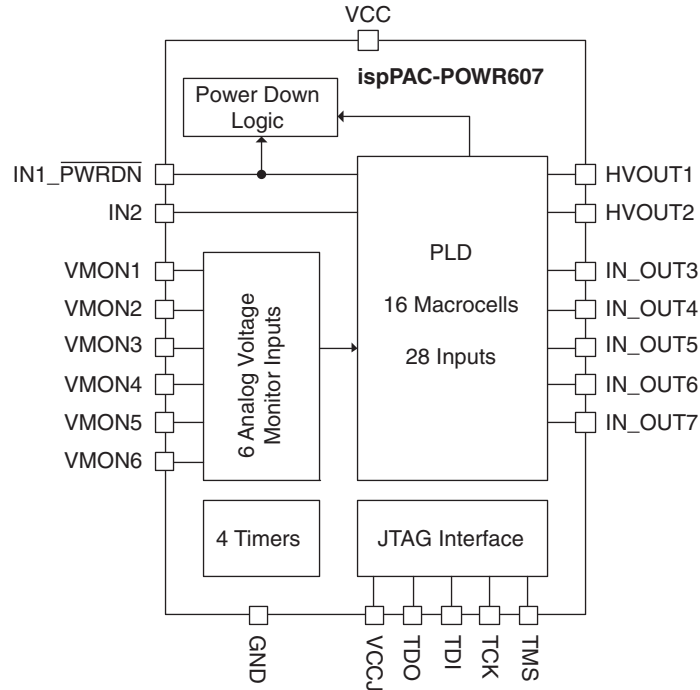 VCC
ispPAC-POWR607
Power Down
Logic
IN1_PWRDN
IN2
VMON1
VMON2
VMON3
VMON4
VMON5
VMON6
6 Analog Voltage
Monitor Inputs
PLD
16 Macrocells
28 Inputs
HVOUT1
HVOUT2
IN_OUT3
IN_OUT4
IN_OUT5
IN_OUT6
IN_OUT7
4 Timers
JTAG Interface
GND
VCCJ
TDO
TDI
TCK
TMS